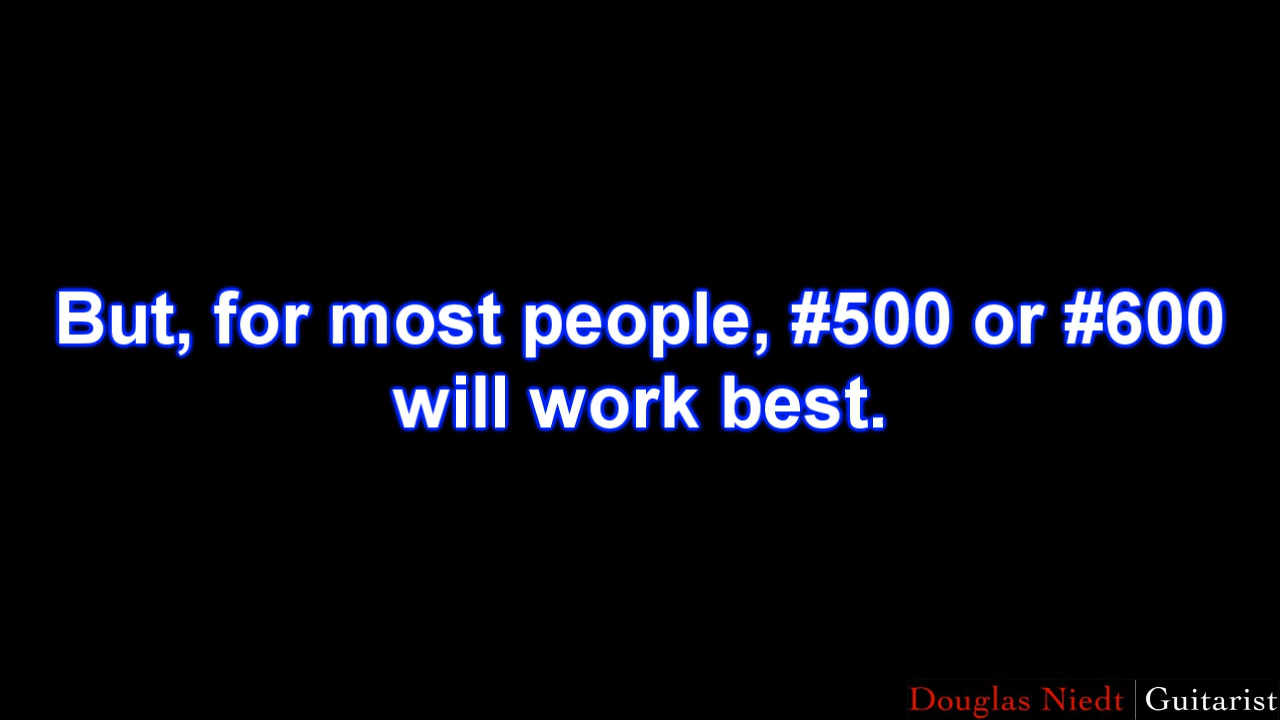 But, for most people, #500 or #600
will work best.
Douglas Niedt | Guitarist